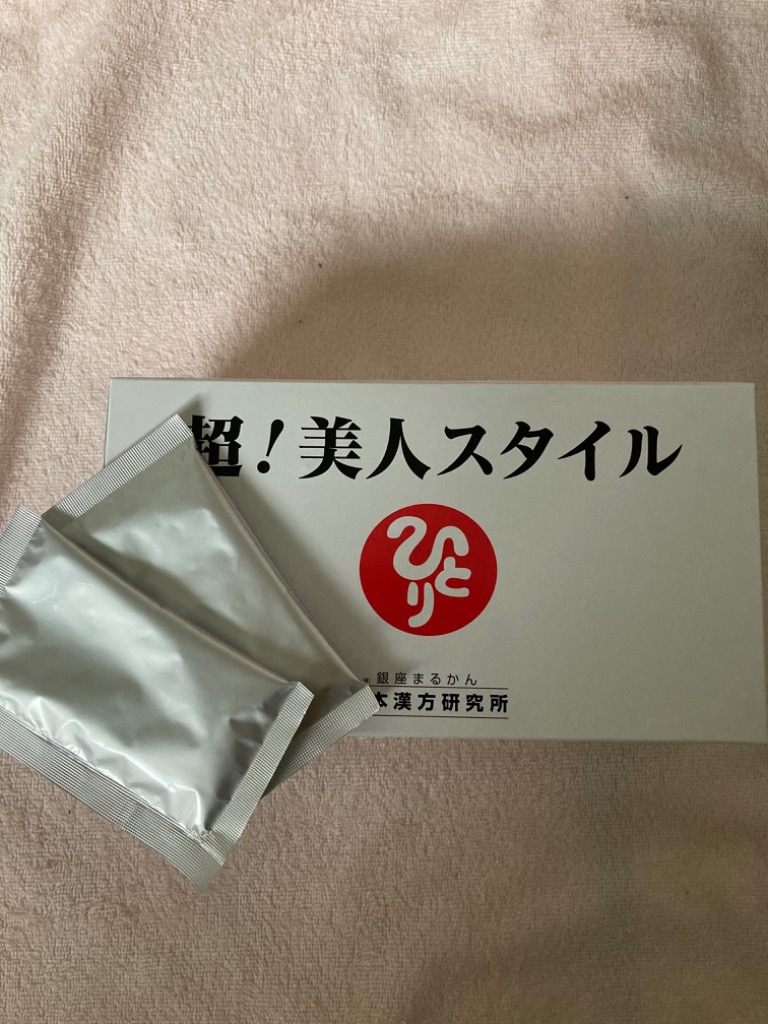 超！美人スタイル
ひとり
銀座まるかん
本漢方研究所